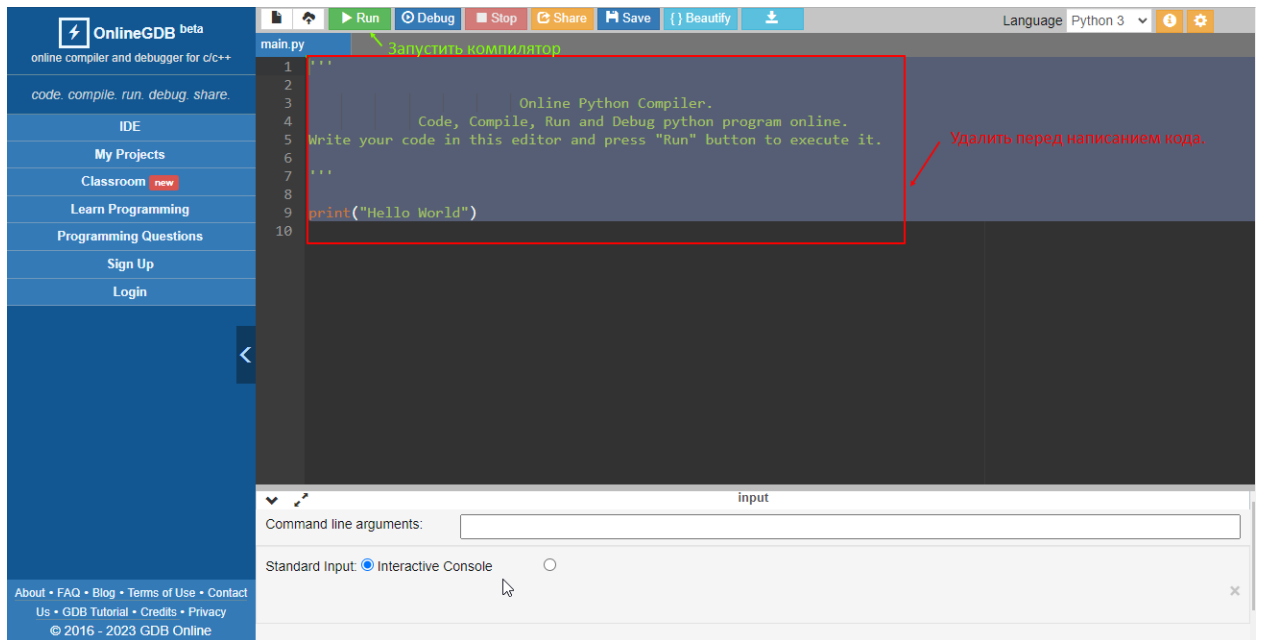 OnlineGDB beta
online compiler and debugger for c/c++
code. compile. run. debug. share.
IDE
My Projects
Classroom new
Learn Programming
Programming Questions
Sign Up
Login
About • FAQ • Blog • Terms of Use • Contact
Us • GDB Tutorial • Credits • Privacy
© 2016 - 2023 GDB Online
Run Debug Stop Share Save {} Beautify
Language Python 3
main.py
Запустить компилятор
1 '''
2
3 Online Python Compiler.
4 Code, Compile, Run and Debug python program online.
5 Write your code in this editor and press "Run" button to execute it.
6
7 '''
8
9 print("Hello World")
10
Удалить перед написанием кода.
input
Command line arguments:
Standard Input: Interactive Console